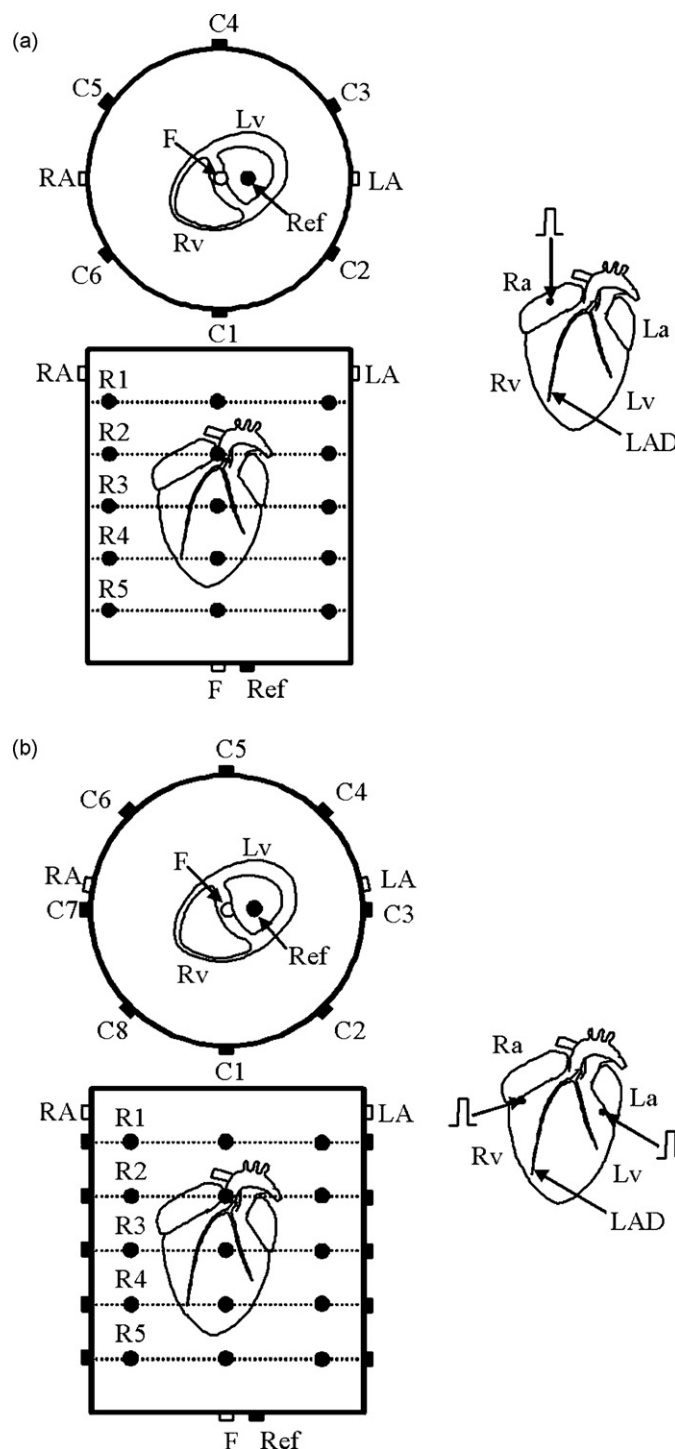 (a)
C4
C5
C3
Lv
F
RA
LA
Ref
Rv
C6
C2
C1
RA
LA
R1
R2
R3
R4
R5
F
Ref
Ra
La
Rv
Lv
LAD
(b)
C5
C6
C4
Lv
F
RA
LA
C7
C3
Ref
Rv
C8
C2
C1
RA
LA
R1
R2
R3
R4
R5
F
Ref
Ra
La
Rv
Lv
LAD